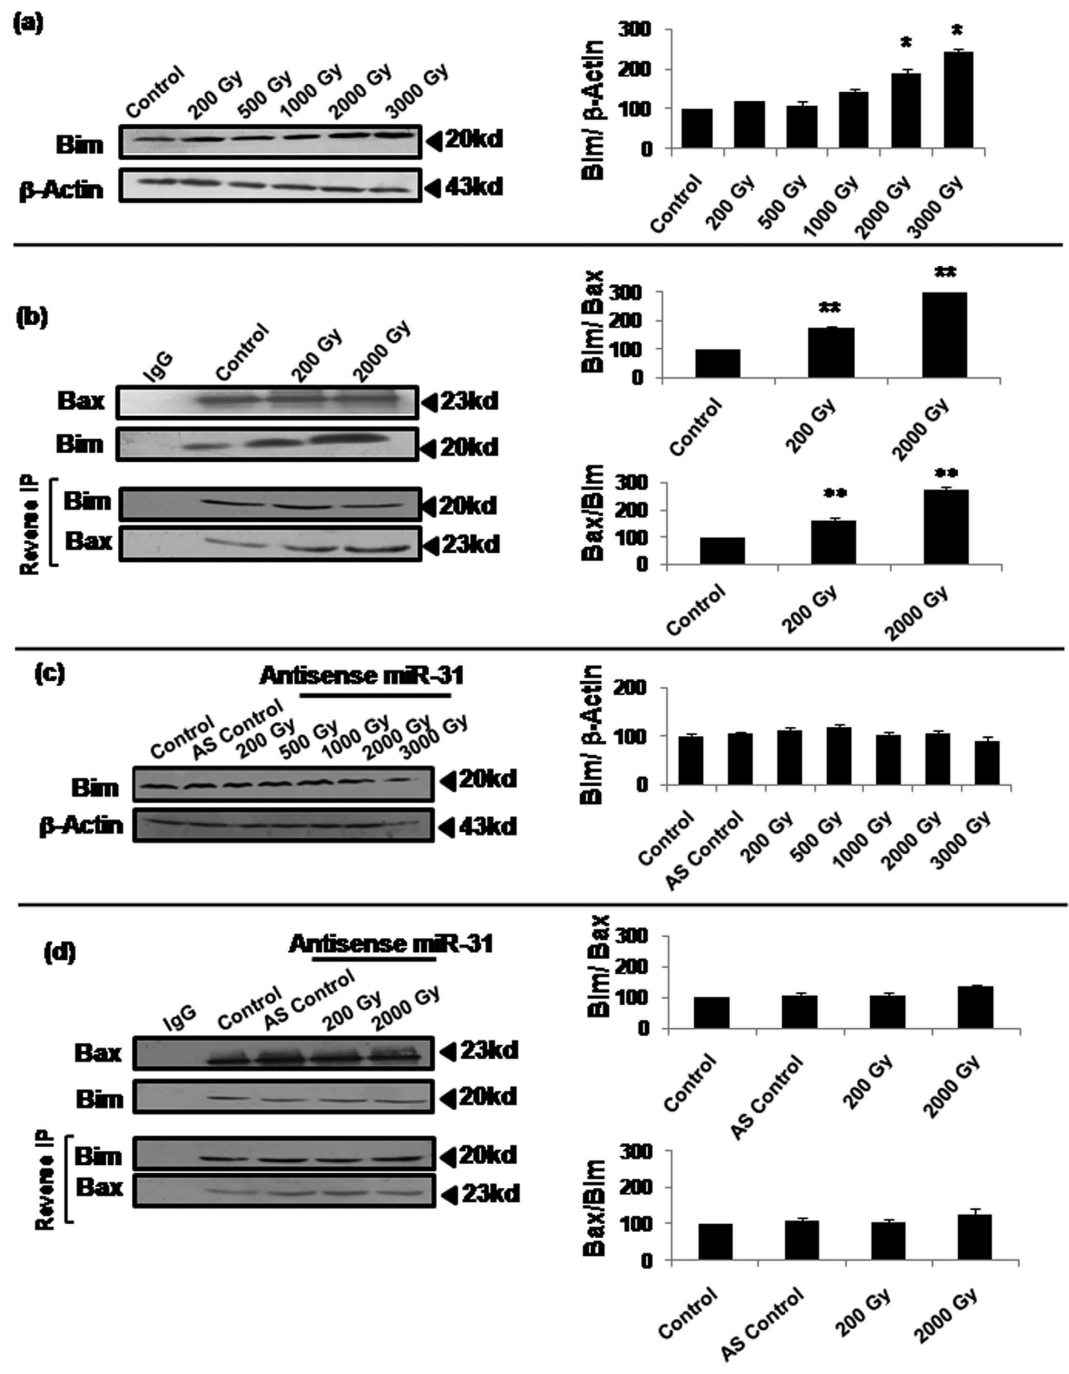 (a)
Control 200 Gy 500 Gy 1000 Gy 2000 Gy 3000 Gy
Bim 20kd
β-Actin 43kd
Bim/ β-Actin
300
200
100
0
* *
Control 200 Gy 500 Gy 1000 Gy 2000 Gy 3000 Gy
(b)
IgG Control 200 Gy 2000 Gy
Bax 23kd
Bim 20kd
Reverse IP
Bim 20kd
Bax 23kd
Bim/ Bax
300
200
100
0
** **
Control 200 Gy 2000 Gy
Bax/Bim
300
200
100
0
** **
Control 200 Gy 2000 Gy
(c)
Antisense miR-31
Control AS Control 200 Gy 500 Gy 1000 Gy 2000 Gy 3000 Gy
Bim 20kd
β-Actin 43kd
Bim/ β-Actin
200
100
0
Control AS Control 200 Gy 500 Gy 1000 Gy 2000 Gy 3000 Gy
(d)
Antisense miR-31
IgG Control AS Control 200 Gy 2000 Gy
Bax 23kd
Bim 20kd
Reverse IP
Bim 20kd
Bax 23kd
Bim/ Bax
300
200
100
0
Control AS Control 200 Gy 2000 Gy
Bax/Bim
300
200
100
0
Control AS Control 200 Gy 2000 Gy